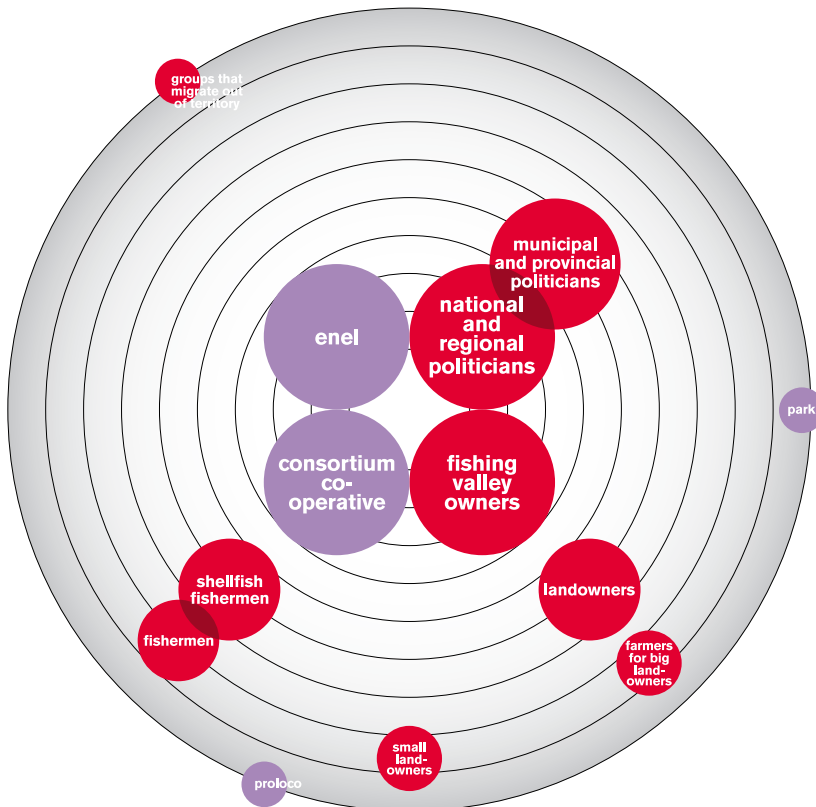 groups that
migrate out
of territory
municipal
and provincial
politicians
enel
national
and
regional
politicians
park
consortium
co-
operative
fishing
valley
owners
shellfish
fishermen
landowners
fishermen
farmers
for big
land-
owners
small
land-
owners
proloco